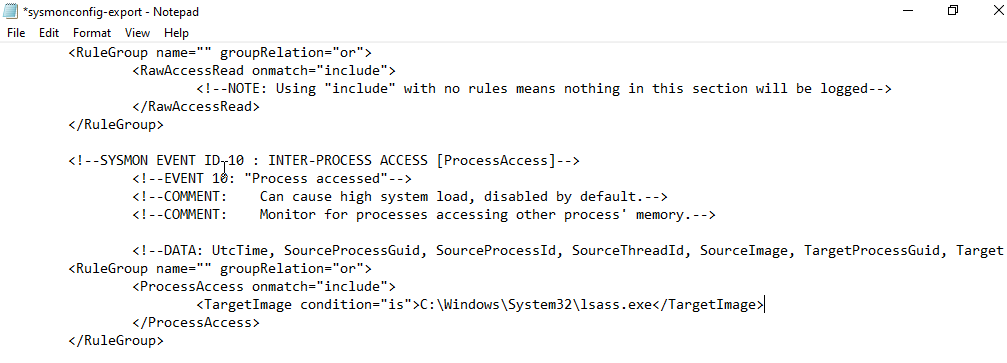 *sysmonconfig-export - Notepad
File Edit Format View Help
<RuleGroup name="" groupRelation="or">
<RawAccessRead onmatch="include">
<!--NOTE: Using "include" with no rules means nothing in this section will be logged-->
</RawAccessRead>
</RuleGroup>
<!--SYSMON EVENT ID 10 : INTER-PROCESS ACCESS [ProcessAccess]-->
<!--EVENT 10: "Process accessed"-->
<!--COMMENT: Can cause high system load, disabled by default.-->
<!--COMMENT: Monitor for processes accessing other process' memory.-->
<!--DATA: UtcTime, SourceProcessGuid, SourceProcessId, SourceThreadId, SourceImage, TargetProcessGuid, Target
<RuleGroup name="" groupRelation="or">
<ProcessAccess onmatch="include">
<TargetImage condition="is">C:\Windows\System32\lsass.exe</TargetImage>
</ProcessAccess>
</RuleGroup>